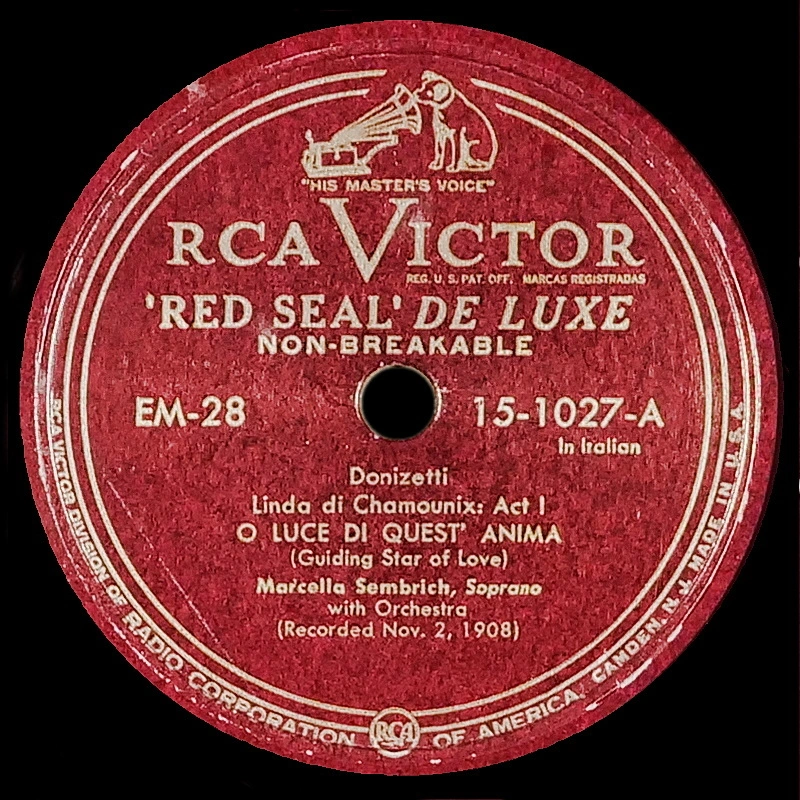 "HIS MASTER'S VOICE"
RCA VICTOR
REG. U. S. PAT. OFF. MARCAS REGISTRADAS
'RED SEAL' DE LUXE
NON-BREAKABLE
EM-28
15-1027-A
In Italian
Donizetti
Linda di Chamounix: Act I
O LUCE DI QUEST' ANIMA
(Guiding Star of Love)
Marcella Sembrich, Soprano
with Orchestra
(Recorded Nov. 2, 1908)
RCA VICTOR DIVISION OF RADIO CORPORATION OF AMERICA, CAMDEN, N. J. MADE IN U.S.A.
RCA